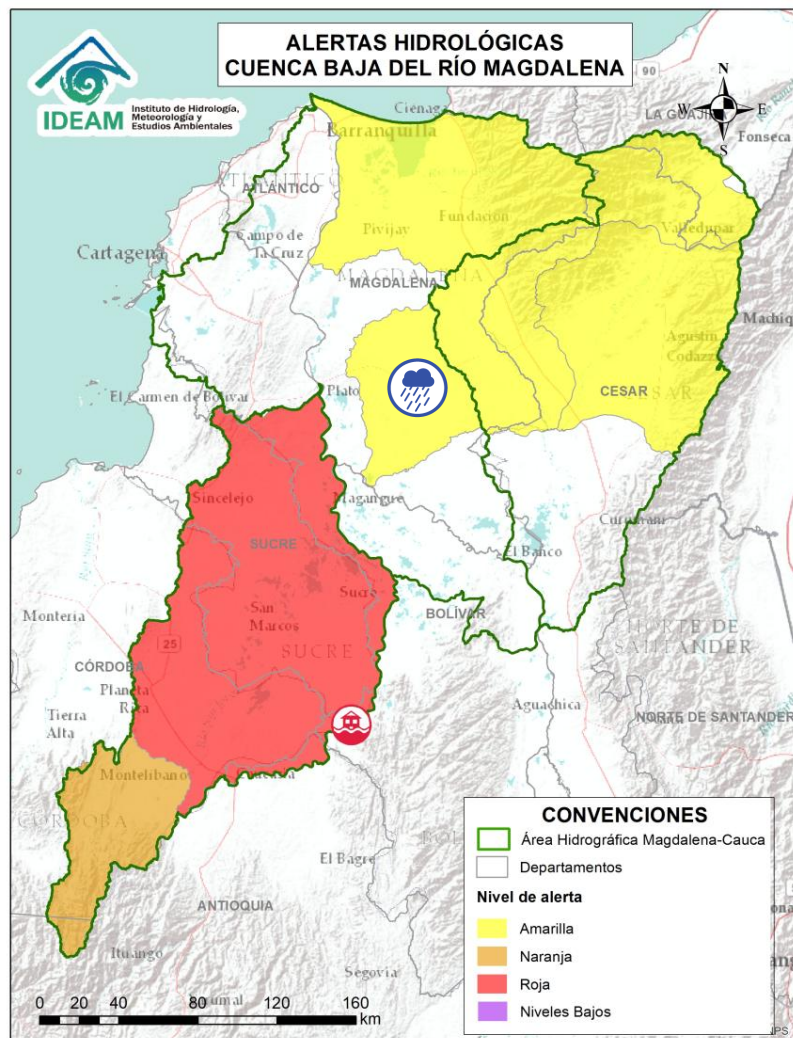 ALERTAS HIDROLÓGICAS
CUENCA BAJA DEL RÍO MAGDALENA
IDEAM
Instituto de Hidrología,
Meteorología y
Estudios Ambientales
90
N
W E
S
Ciénaga
LA GUAJIRA
Barranquilla
Fonseca
ATLÁNTICO
Pivijay
Fundación
Valledupar
Campo de
la Cruz
Cartagena
MAGDALENA
Agustín
Codazzi
El Carmen de Bolívar
Plato
CESAR
Sincelejo
Magangue
SUCRE
El Banco
Sucre
BOLÍVAR
Montería
San
Marcos
SUCRE
NORTE DE
SANTANDER
25
CÓRDOBA
Planeta
Rica
Aguachica
Tierra
Alta
NORTE DE SANTANDER
Montelibano
CÓRDOBA
El Bagre
ANTIOQUIA
Ituango
Segovia
0 10 20 40 80 120 160
km
CONVENCIONES
Área Hidrográfica Magdalena-Cauca
Departamentos
Nivel de alerta
Amarilla
Naranja
Roja
Niveles Bajos